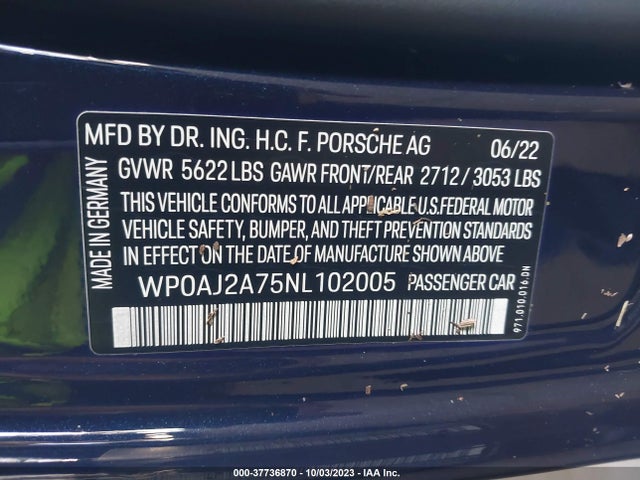 MFD BY DR. ING. H.C. F. PORSCHE AG 06/22
GVWR 5622 LBS GAWR FRONT/REAR 2712 / 3053 LBS
THIS VEHICLE CONFORMS TO ALL APPLICABLE U.S. FEDERAL MOTOR
VEHICLE SAFETY, BUMPER, AND THEFT PREVENTION STANDARDS
IN EFFECT ON THE DATE OF MANUFACTURE SHOWN ABOVE.
WP0AJ2A75NL102005 PASSENGER CAR
MADE IN GERMANY
971.010.016.DN
000-37736870 - 10/03/2023 - IAA Inc.